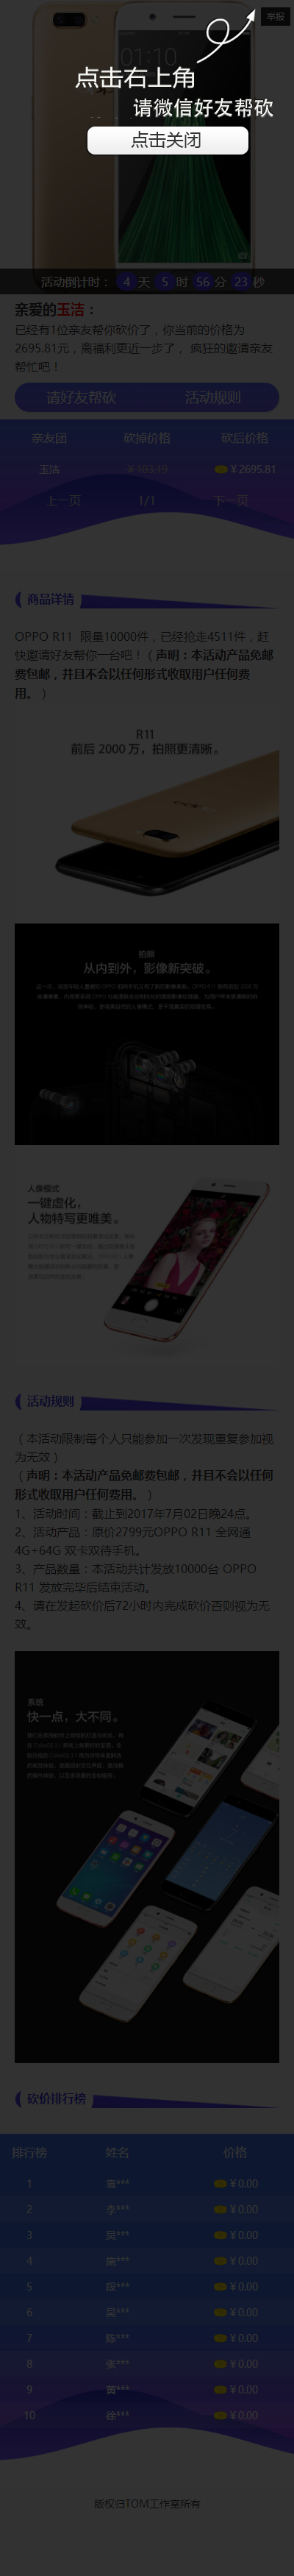 举报
01:10
点击右上角
请微信好友帮砍
点击关闭
活动倒计时： 4 天 5 时 56 分 23 秒
亲爱的玉洁：
已经有1位亲友帮你砍价了，你当前的价格为
2695.81元，离福利更近一步了， 疯狂的邀请亲友
帮忙吧！
请好友帮砍 活动规则
亲友团 砍掉价格 砍后价格
玉洁 ￥103.19 ￥2695.81
上一页 1/1 下一页
商品详情
OPPO R11 限量10000件，已经抢走4511件，赶
快邀请好友帮你一台吧！（声明：本活动产品免邮
费包邮，并且不会以任何形式收取用户任何费
用。）
R11
前后 2000 万，拍照更清晰。
拍照
从内到外，影像新突破。
人像模式
一键虚化，
人物特写更唯美。
活动规则
（本活动限制每个人只能参加一次发现重复参加视
为无效）
（声明：本活动产品免邮费包邮，并且不会以任何
形式收取用户任何费用。）
1、活动时间：截止到2017年7月02日晚24点。
2、活动产品：原价2799元OPPO R11 全网通
4G+64G 双卡双待手机。
3、产品数量：本活动共计发放10000台 OPPO
R11 发放完毕后结束活动。
4、请在发起砍价后72小时内完成砍价否则视为无
效。
系统
快一点，大不同。
砍价排行榜
排行榜 姓名 价格
1 袁*** ￥0.00
2 李*** ￥0.00
3 吴*** ￥0.00
4 施*** ￥0.00
5 段*** ￥0.00
6 吴*** ￥0.00
7 陈*** ￥0.00
8 张*** ￥0.00
9 黄*** ￥0.00
10 徐*** ￥0.00
版权归TOM工作室所有